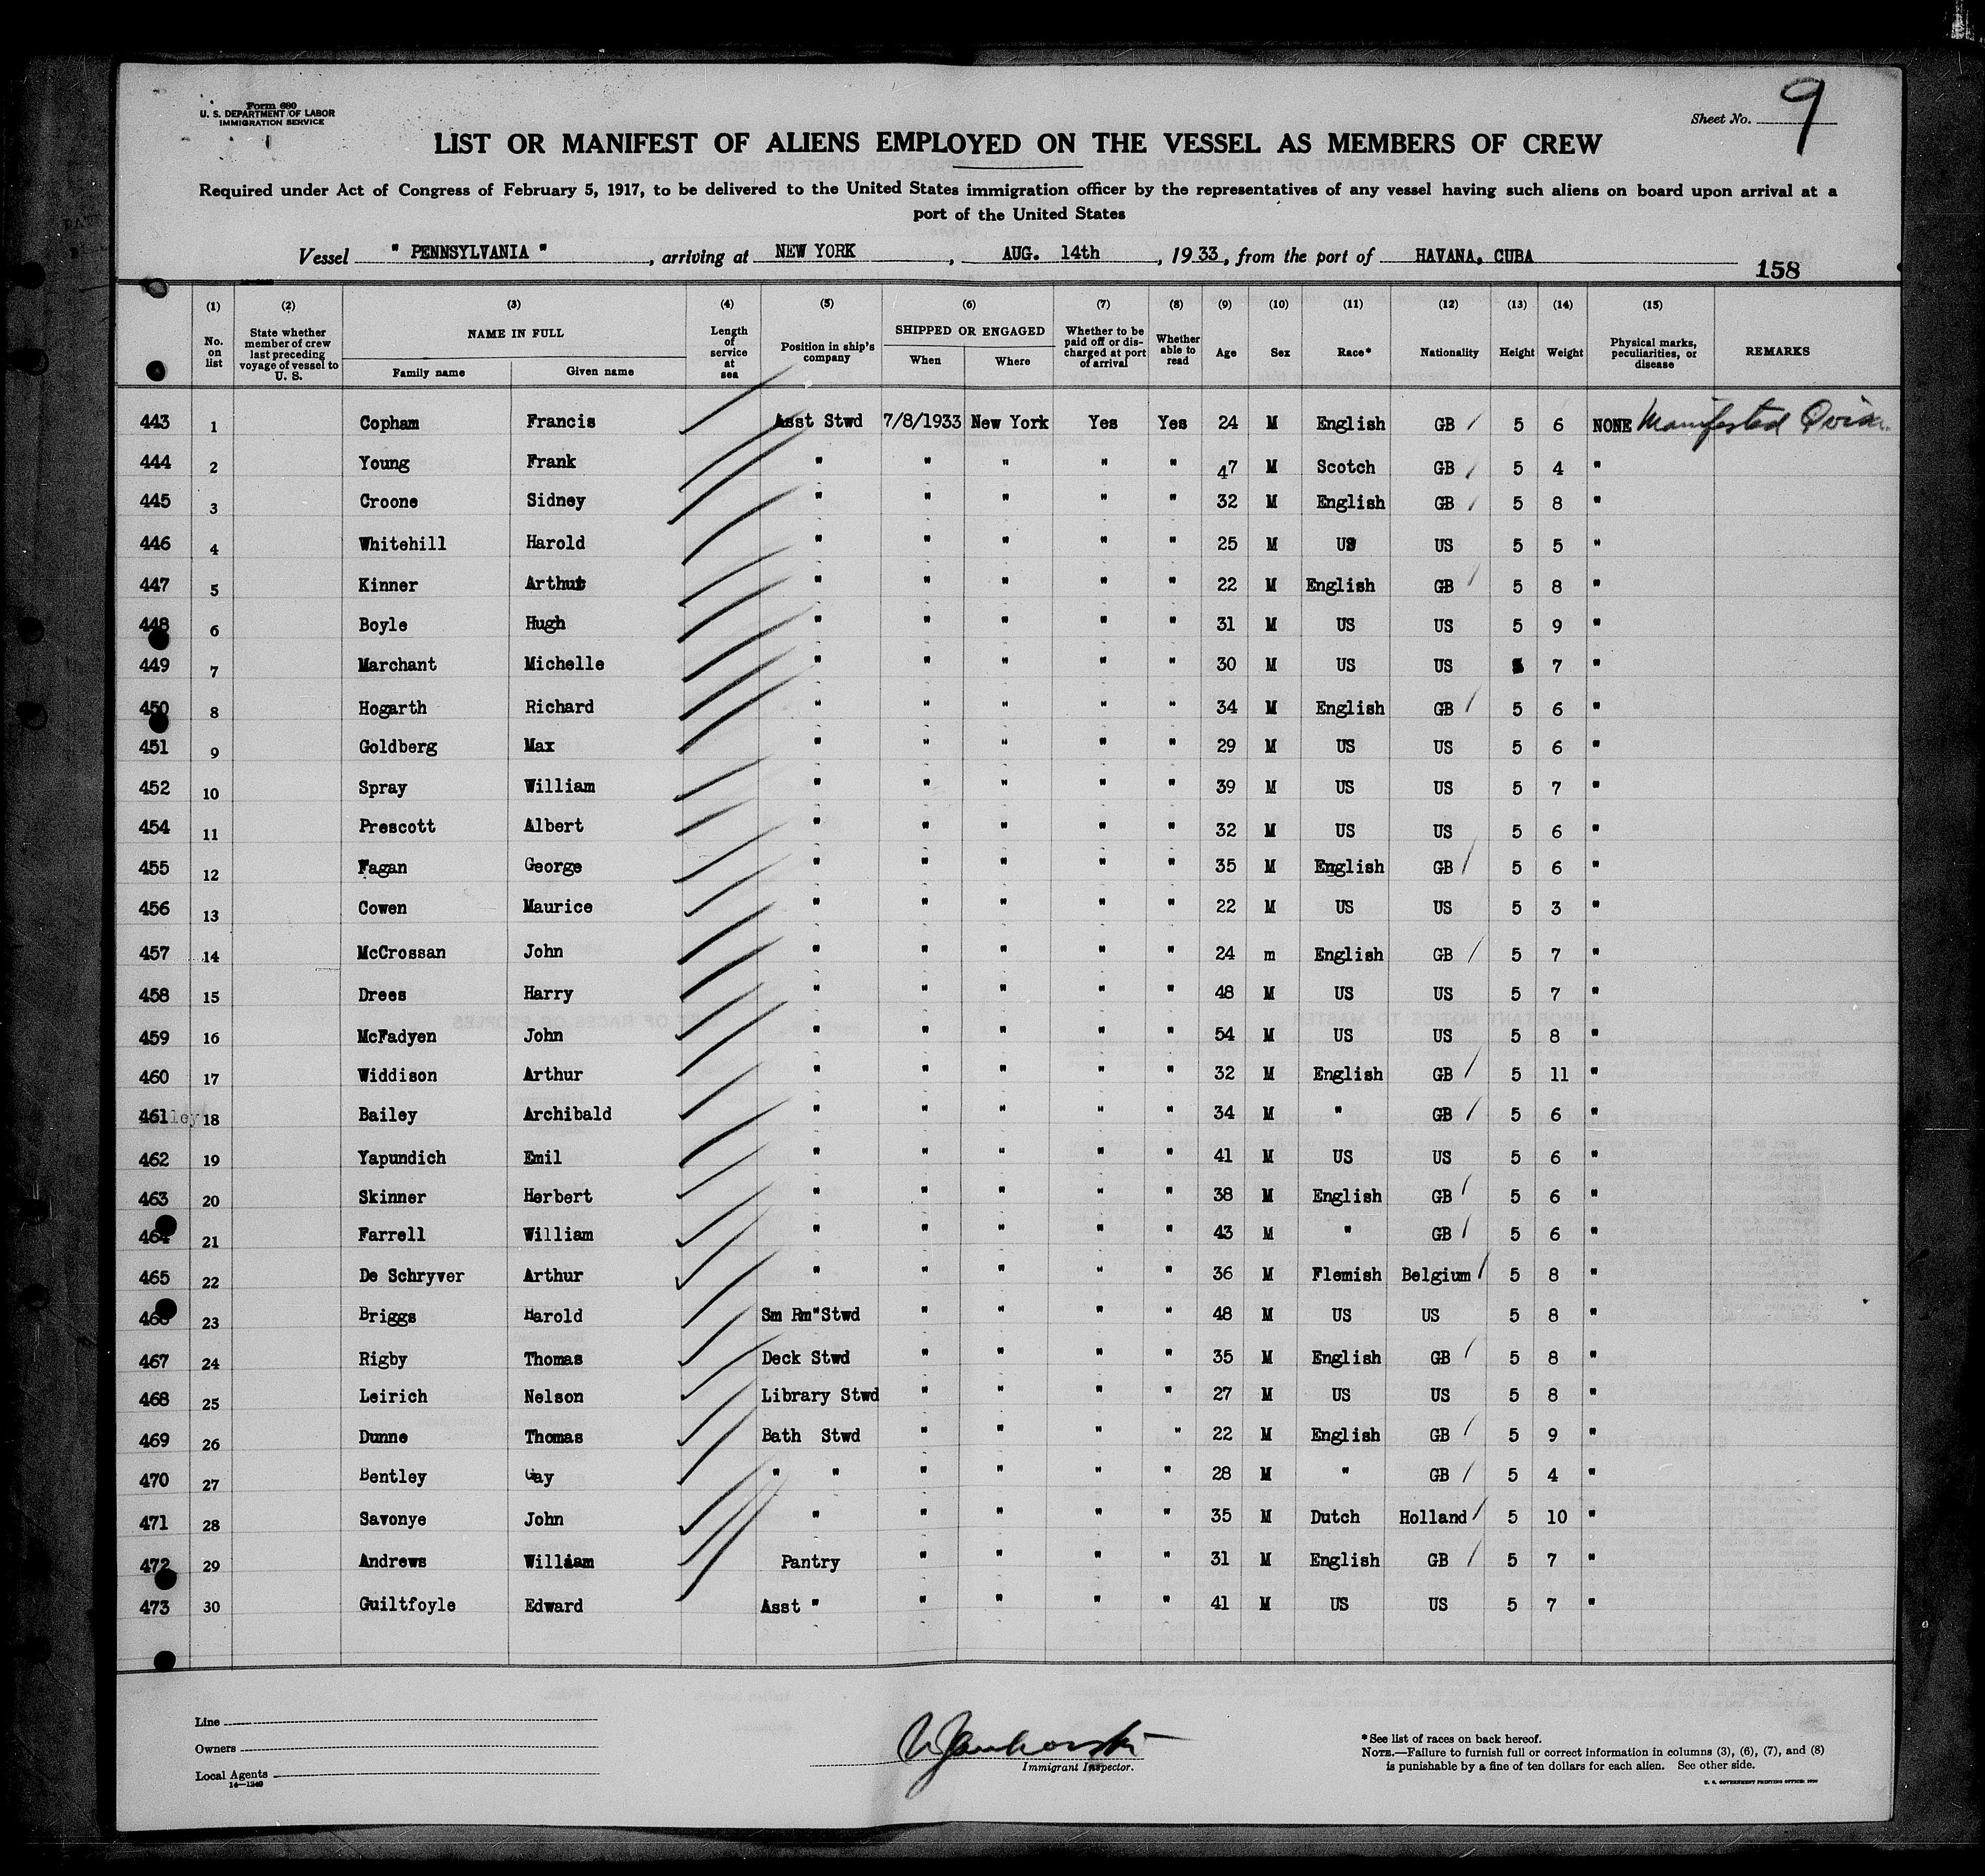 Form 680
U. S. DEPARTMENT OF LABOR
IMMIGRATION SERVICE
Sheet No. 9
LIST OR MANIFEST OF ALIENS EMPLOYED ON THE VESSEL AS MEMBERS OF CREW
Required under Act of Congress of February 5, 1917, to be delivered to the United States immigration officer by the representatives of any vessel having such aliens on board upon arrival at a
port of the United States
Vessel " PENNSYLVANIA ", arriving at NEW YORK, AUG. 14th, 1933, from the port of HAVANA, CUBA
158
(1) (2) (3) (4) (5) (6) (7) (8) (9) (10) (11) (12) (13) (14) (15)
No. on list State whether member of crew last preceding voyage of vessel to U. S. NAME IN FULL Family name Given name Length of service at sea Position in ship's company SHIPPED OR ENGAGED When Where Whether to be paid off or discharged at port of arrival Whether able to read Age Sex Race* Nationality Height Weight Physical marks, peculiarities, or disease REMARKS
443 1 Copham Francis Asst Stwd 7/8/1933 New York Yes Yes 24 M English GB 5 6 NONE Manifested
444 2 Young Frank " " " " " 47 M Scotch GB 5 4 "
445 3 Croone Sidney " " " " " 32 M English GB 5 8 "
446 4 Whitehill Harold " " " " " 25 M US US 5 5 "
447 5 Kinner Arthur " " " " " 22 M English GB 5 8 "
448 6 Boyle Hugh " " " " " 31 M US US 5 9 "
449 7 Marchant Michelle " " " " " 30 M US US 5 7 "
450 8 Hogarth Richard " " " " " 34 M English GB 5 6 "
451 9 Goldberg Max " " " " " 29 M US US 5 6 "
452 10 Spray William " " " " " 39 M US US 5 7 "
454 11 Prescott Albert " " " " " 32 M US US 5 6 "
455 12 Fagan George " " " " " 35 M English GB 5 6 "
456 13 Cowen Maurice " " " " " 22 M US US 5 3 "
457 14 McCrossan John " " " " " 24 m English GB 5 7 "
458 15 Drees Harry " " " " " 48 M US US 5 7 "
459 16 McFadyen John " " " " " 54 M US US 5 8 "
460 17 Widdison Arthur " " " " " 32 M English GB 5 11 "
461 18 Bailey Archibald " " " " " 34 M " GB 5 6 "
462 19 Yapundich Emil " " " " " 41 M US US 5 6 "
463 20 Skinner Herbert " " " " " 38 M English GB 5 6 "
464 21 Farrell William " " " " " 43 M " GB 5 6 "
465 22 De Schryver Arthur " " " " " 36 M Flemish Belgium 5 8 "
466 23 Briggs Harold Sm Rm"Stwd " " " " 48 M US US 5 8 "
467 24 Rigby Thomas Deck Stwd " " " " 35 M English GB 5 8 "
468 25 Leirich Nelson Library Stwd " " " " 27 M US US 5 8 "
469 26 Dunne Thomas Bath Stwd " " " " 22 M English GB 5 9 "
470 27 Bentley Gay " " " " " " 28 M " GB 5 4 "
471 28 Savonye John " " " " " 35 M Dutch Holland 5 10 "
472 29 Andrews William Pantry " " " " 31 M English GB 5 7 "
473 30 Guiltfoyle Edward Asst " " " " " 41 M US US 5 7 "
Line
Owners
Local Agents
14—1240
Immigrant Inspector.
*See list of races on back hereof.
NOTE.—Failure to furnish full or correct information in columns (3), (6), (7), and (8)
is punishable by a fine of ten dollars for each alien. See other side.
U. S. GOVERNMENT PRINTING OFFICE